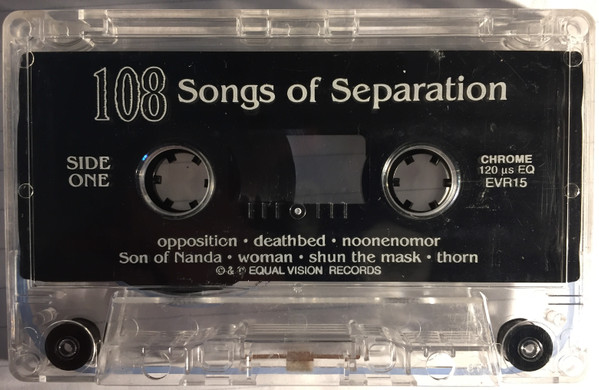 108 Songs of Separation
SIDE
ONE
CHROME
120 µs EQ
EVR15
opposition • deathbed • noonenomor
Son of Nanda • woman • shun the mask • thorn
©&℗ EQUAL VISION RECORDS